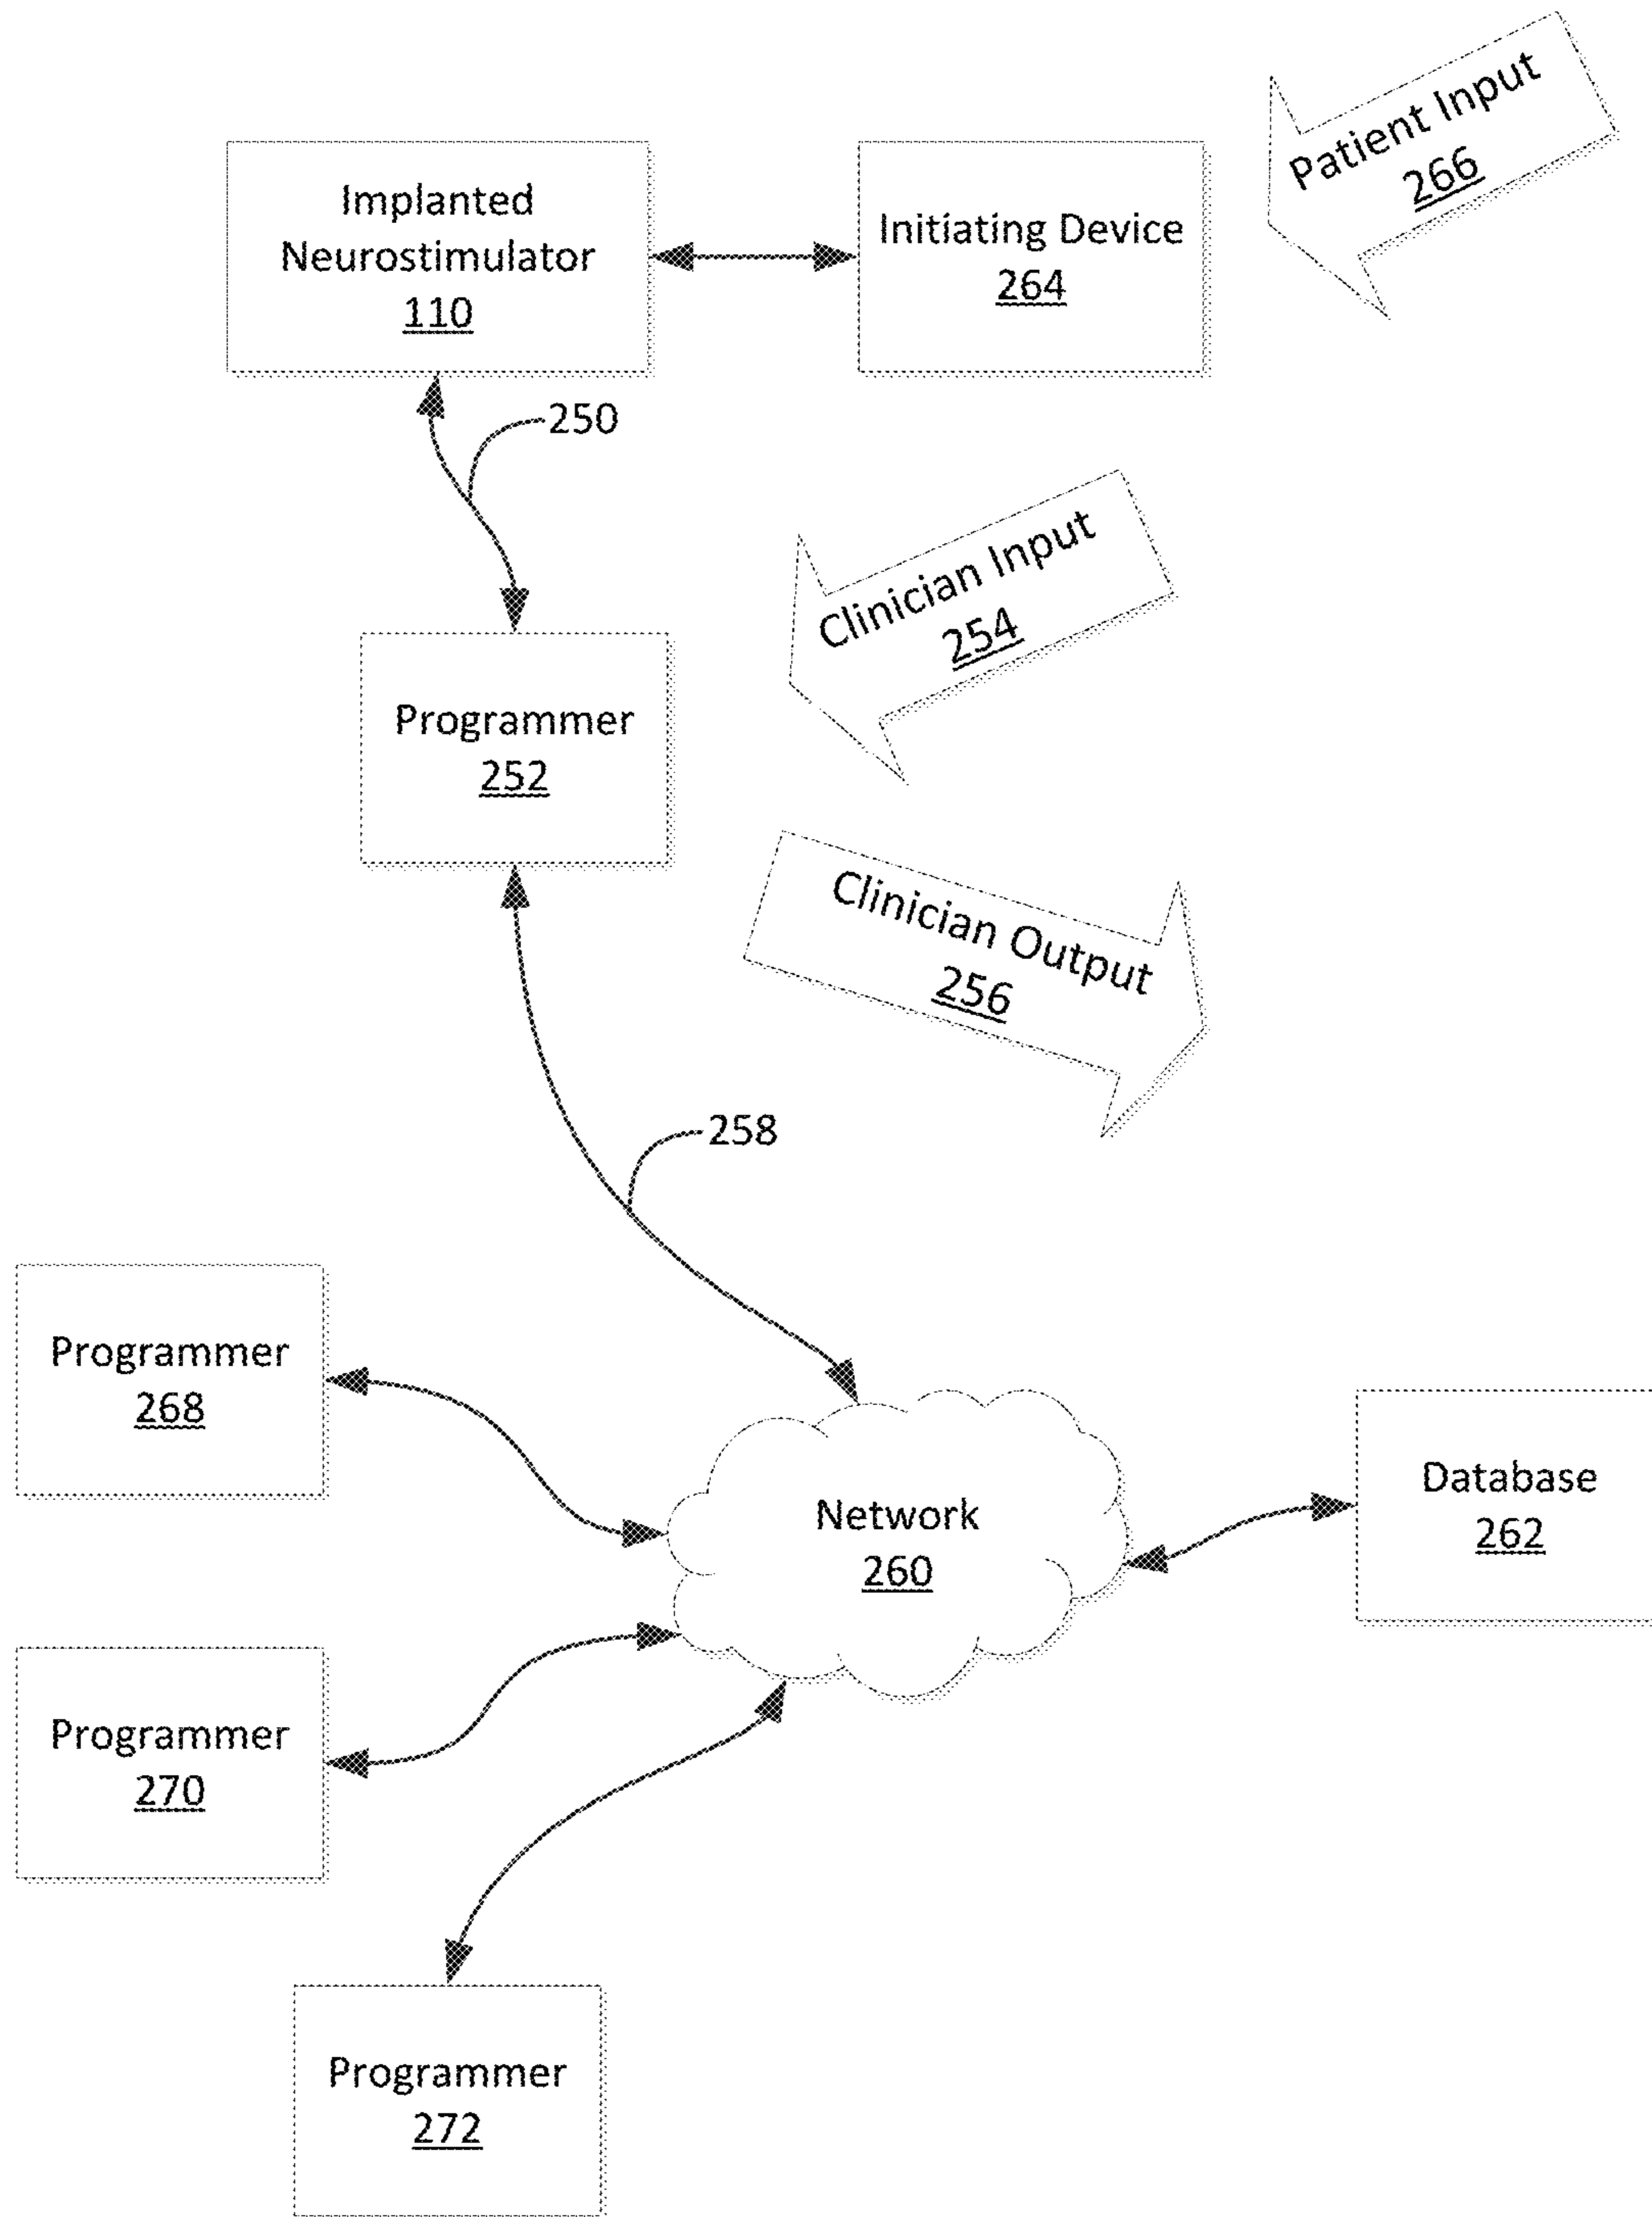 Patient Input
266
Implanted
Neurostimulator
110
Initiating Device
264
250
Clinician Input
254
Programmer
252
Clinician Output
256
258
Programmer
268
Network
260
Database
262
Programmer
270
Programmer
272